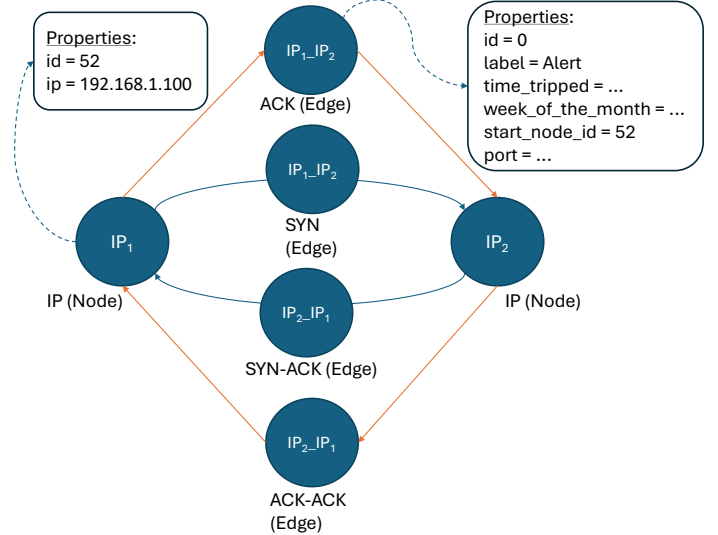 Properties:
id = 52
ip = 192.168.1.100
IP₁_IP₂
ACK (Edge)
Properties:
id = 0
label = Alert
time_tripped = ...
week_of_the_month = ...
start_node_id = 52
port = ...
IP₁_IP₂
SYN
(Edge)
IP₁
IP (Node)
IP₂
IP (Node)
IP₂_IP₁
SYN-ACK (Edge)
IP₂_IP₁
ACK-ACK
(Edge)